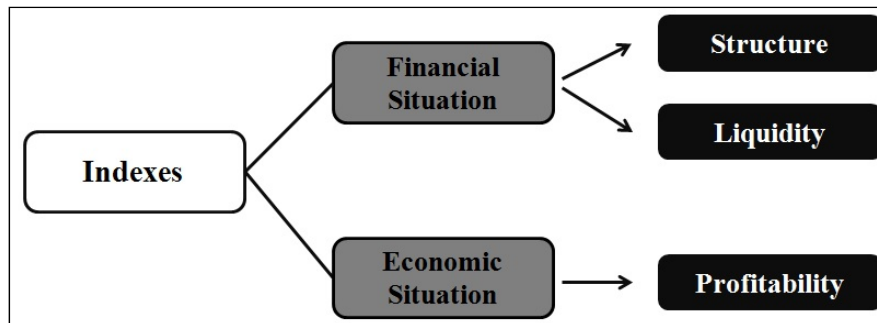 Structure
Financial
Situation
Liquidity
Indexes
Economic
Situation
Profitability